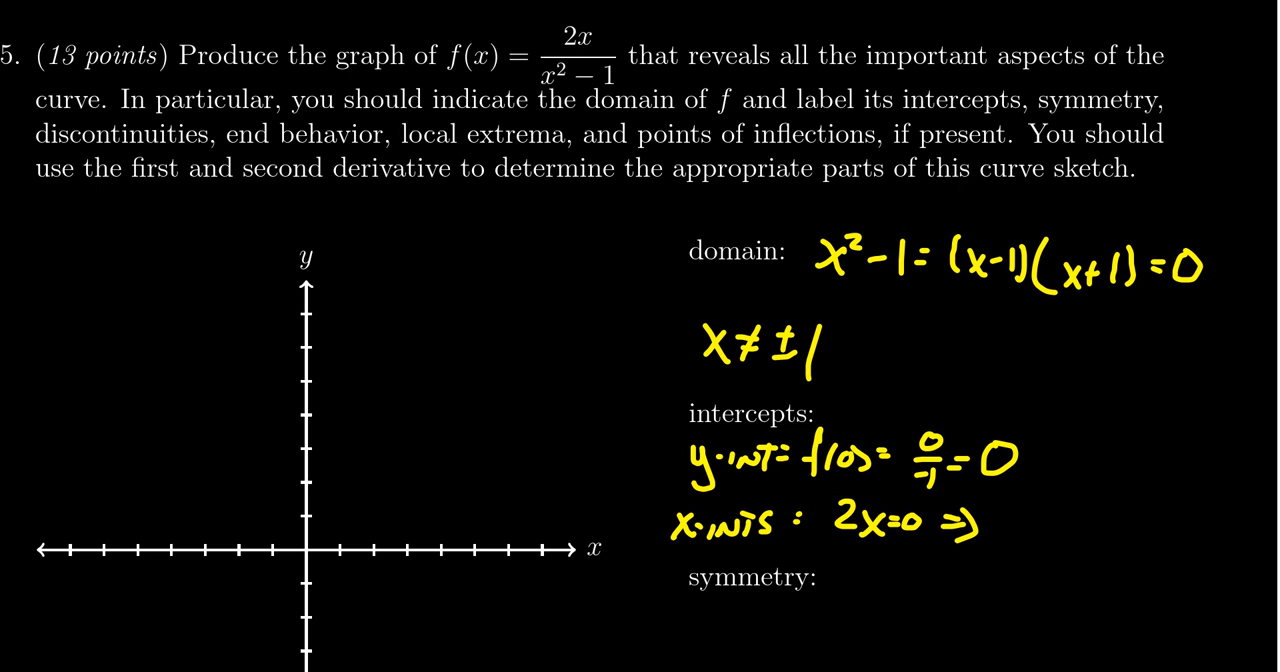 5. (13 points) Produce the graph of f(x) = 2x / (x² − 1) that reveals all the important aspects of the
curve. In particular, you should indicate the domain of f and label its intercepts, symmetry,
discontinuities, end behavior, local extrema, and points of inflections, if present. You should
use the first and second derivative to determine the appropriate parts of this curve sketch.
y
domain: x² - 1 = (x-1)(x+1) = 0
x ≠ ±1
intercepts:
y-int = f(0) = 0/-1 = 0
x-ints : 2x=0 ⇒
x
symmetry: